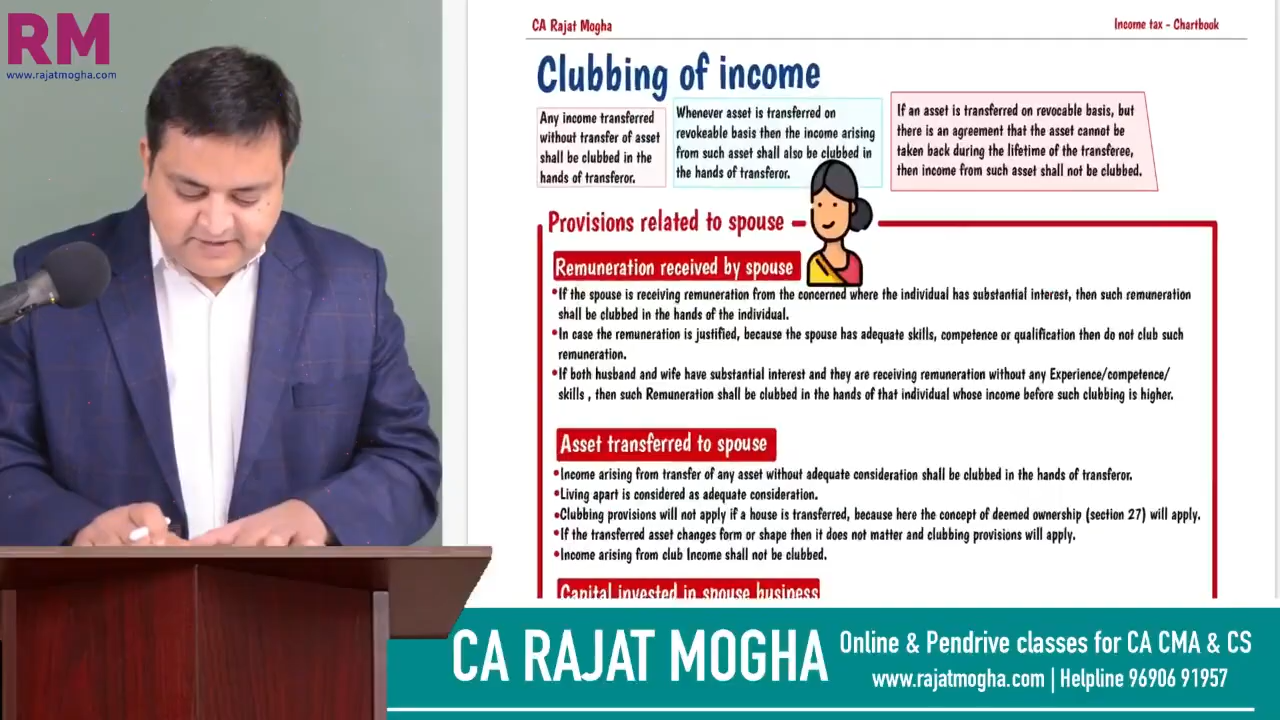 RM
www.rajatmogha.com
CA Rajat Mogha
Income tax - Chartbook
Clubbing of income
Any income transferred
without transfer of asset
shall be clubbed in the
hands of transferor.
Whenever asset is transferred on
revokeable basis then the income arising
from such asset shall also be clubbed in
the hands of transferor.
If an asset is transferred on revocable basis, but
there is an agreement that the asset cannot be
taken back during the lifetime of the transferee,
then income from such asset shall not be clubbed.
Provisions related to spouse
Remuneration received by spouse
•If the spouse is receiving remuneration from the concerned where the individual has substantial interest, then such remuneration
shall be clubbed in the hands of the individual.
•In case the remuneration is justified, because the spouse has adequate skills, competence or qualification then do not club such
remuneration.
•If both husband and wife have substantial interest and they are receiving remuneration without any Experience/competence/
skills , then such Remuneration shall be clubbed in the hands of that individual whose income before such clubbing is higher.
Asset transferred to spouse
•Income arising from transfer of any asset without adequate consideration shall be clubbed in the hands of transferor.
•Living apart is considered as adequate consideration.
•Clubbing provisions will not apply if a house is transferred, because here the concept of deemed ownership (section 27) will apply.
•If the transferred asset changes form or shape then it does not matter and clubbing provisions will apply.
•Income arising from club Income shall not be clubbed.
Capital invested in spouse business
CA RAJAT MOGHA
Online & Pendrive classes for CA CMA & CS
www.rajatmogha.com | Helpline 96906 91957